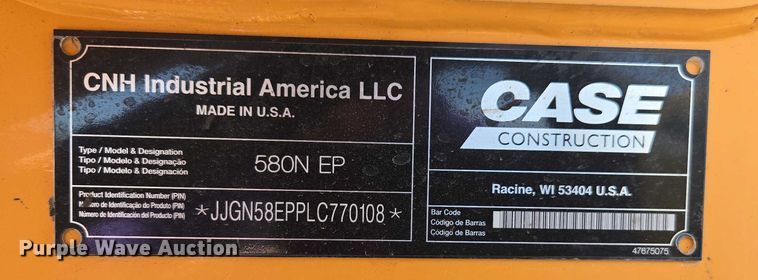 CNH Industrial America LLC
MADE IN U.S.A.
Type / Model & Designation
Tipo / Modelo & Designação
Tipo / Modelo & Designación
580N EP
Product Identification Number (PIN)
Número de Identificação do Produto (PIN)
Número de Identificación del Producto (PIN)
*JJGN58EPPLC770108*
CASE
CONSTRUCTION
Racine, WI 53404 U.S.A.
Bar Code
Código de Barras
Código de Barras
47875075
Purple Wave Auction